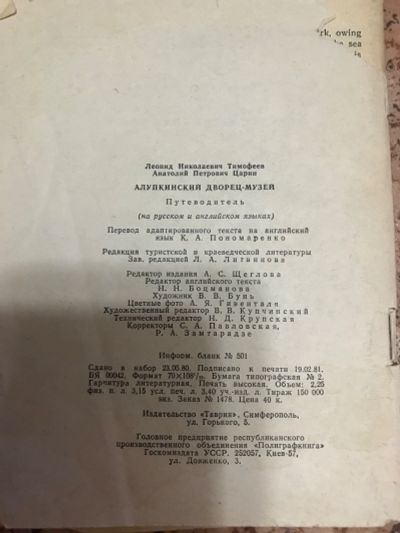 rk, owing
sea
is
Леонид Николаевич Тимофеев
Анатолий Петрович Царин
АЛУПКИНСКИЙ ДВОРЕЦ-МУЗЕЙ
Путеводитель
(на русском и английском языках)
Перевод адаптированного текста на английский
язык К. А. Пономаренко
Редакция туристской и краеведческой литературы
Зав. редакцией Л. А. Литвинова
Редактор издания А. С. Щеглова
Редактор английского текста
Н. Н. Боцманова
Художник В. В. Бунь
Цветные фото А. Я. Гивенталя
Художественный редактор В. В. Купчинский
Технический редактор Н. Д. Крупская
Корректоры С. А. Павловская,
Р. А. Замтарадзе
Информ. бланк № 501
Сдано в набор 23.05.80. Подписано к печати 19.02.81.
БЯ 00042. Формат 70×108¹/₃₂. Бумага типографская № 2.
Гарнитура литературная. Печать высокая. Объем: 2,25
физ. п. л. 3,15 усл. печ. л. 3,40 уч.-изд. л. Тираж 150 000
экз. Заказ № 1478. Цена 40 к.
Издательство «Таврия», Симферополь,
ул. Горького, 5.
Головное предприятие республиканского
производственного объединения «Полиграфкнига»
Госкомиздата УССР. 252057, Киев-57,
ул. Довженко, 3.